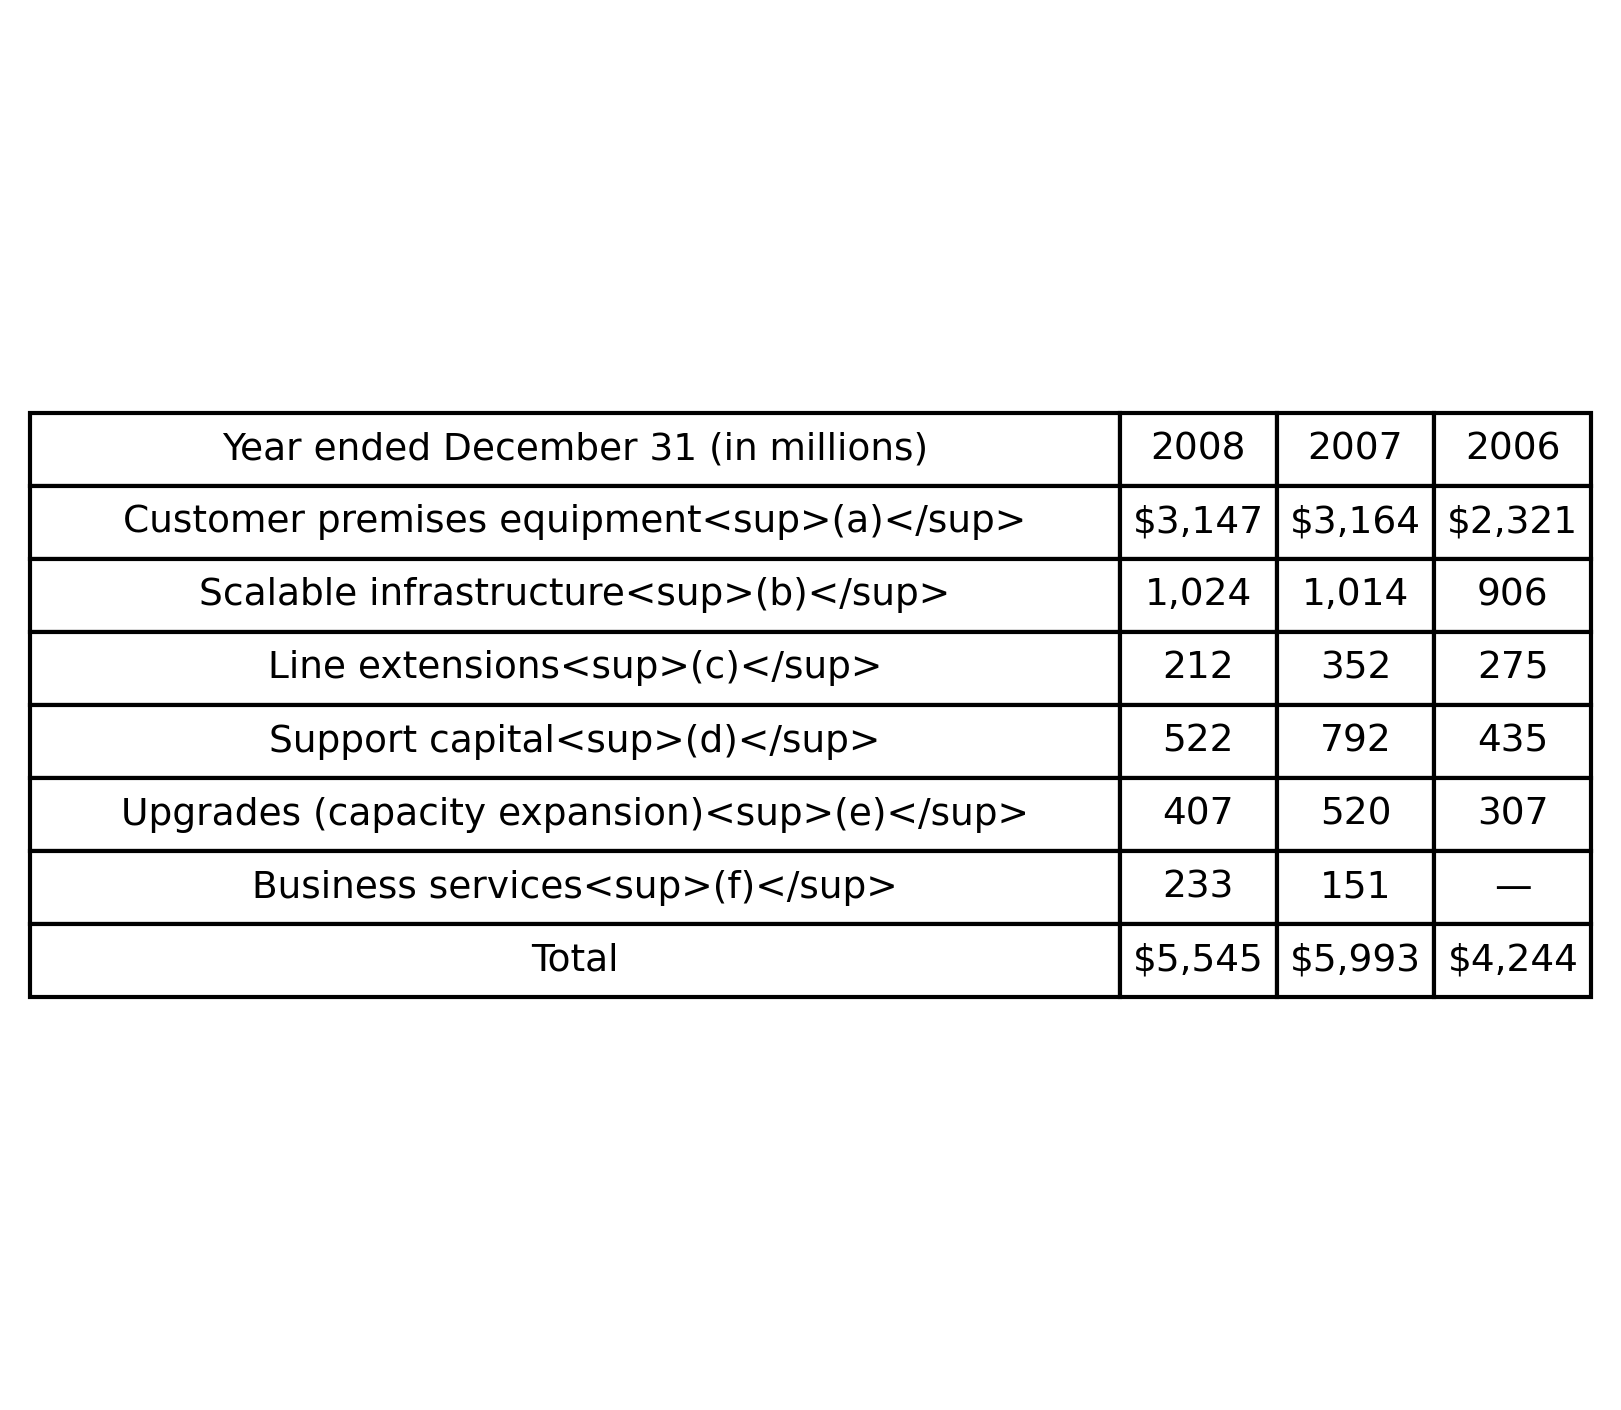 Year ended December 31 (in millions) 2008 2007 2006
Customer premises equipment<sup>(a)</sup> $3,147 $3,164 $2,321
Scalable infrastructure<sup>(b)</sup> 1,024 1,014 906
Line extensions<sup>(c)</sup> 212 352 275
Support capital<sup>(d)</sup> 522 792 435
Upgrades (capacity expansion)<sup>(e)</sup> 407 520 307
Business services<sup>(f)</sup> 233 151 —
Total $5,545 $5,993 $4,244